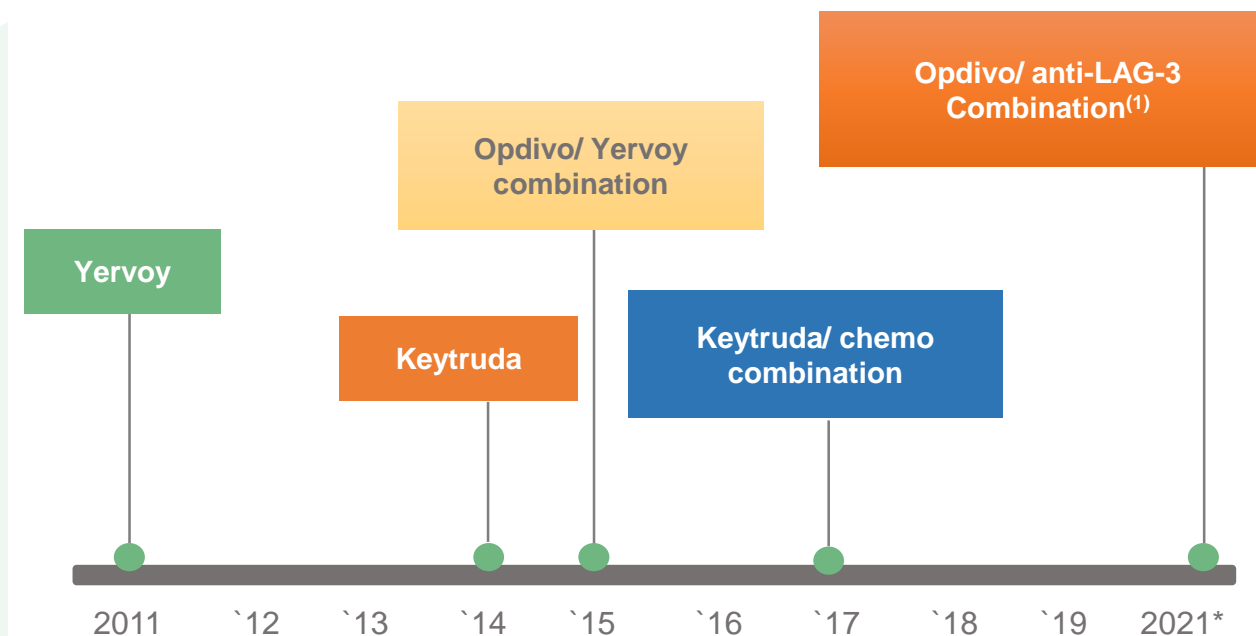 Opdivo/ anti-LAG-3
Combination(1)
Opdivo/ Yervoy
combination
Yervoy
Keytruda/ chemo
combination
Keytruda
2011 `12 `13 `14 `15 `16 `17 `18 `19 2021*